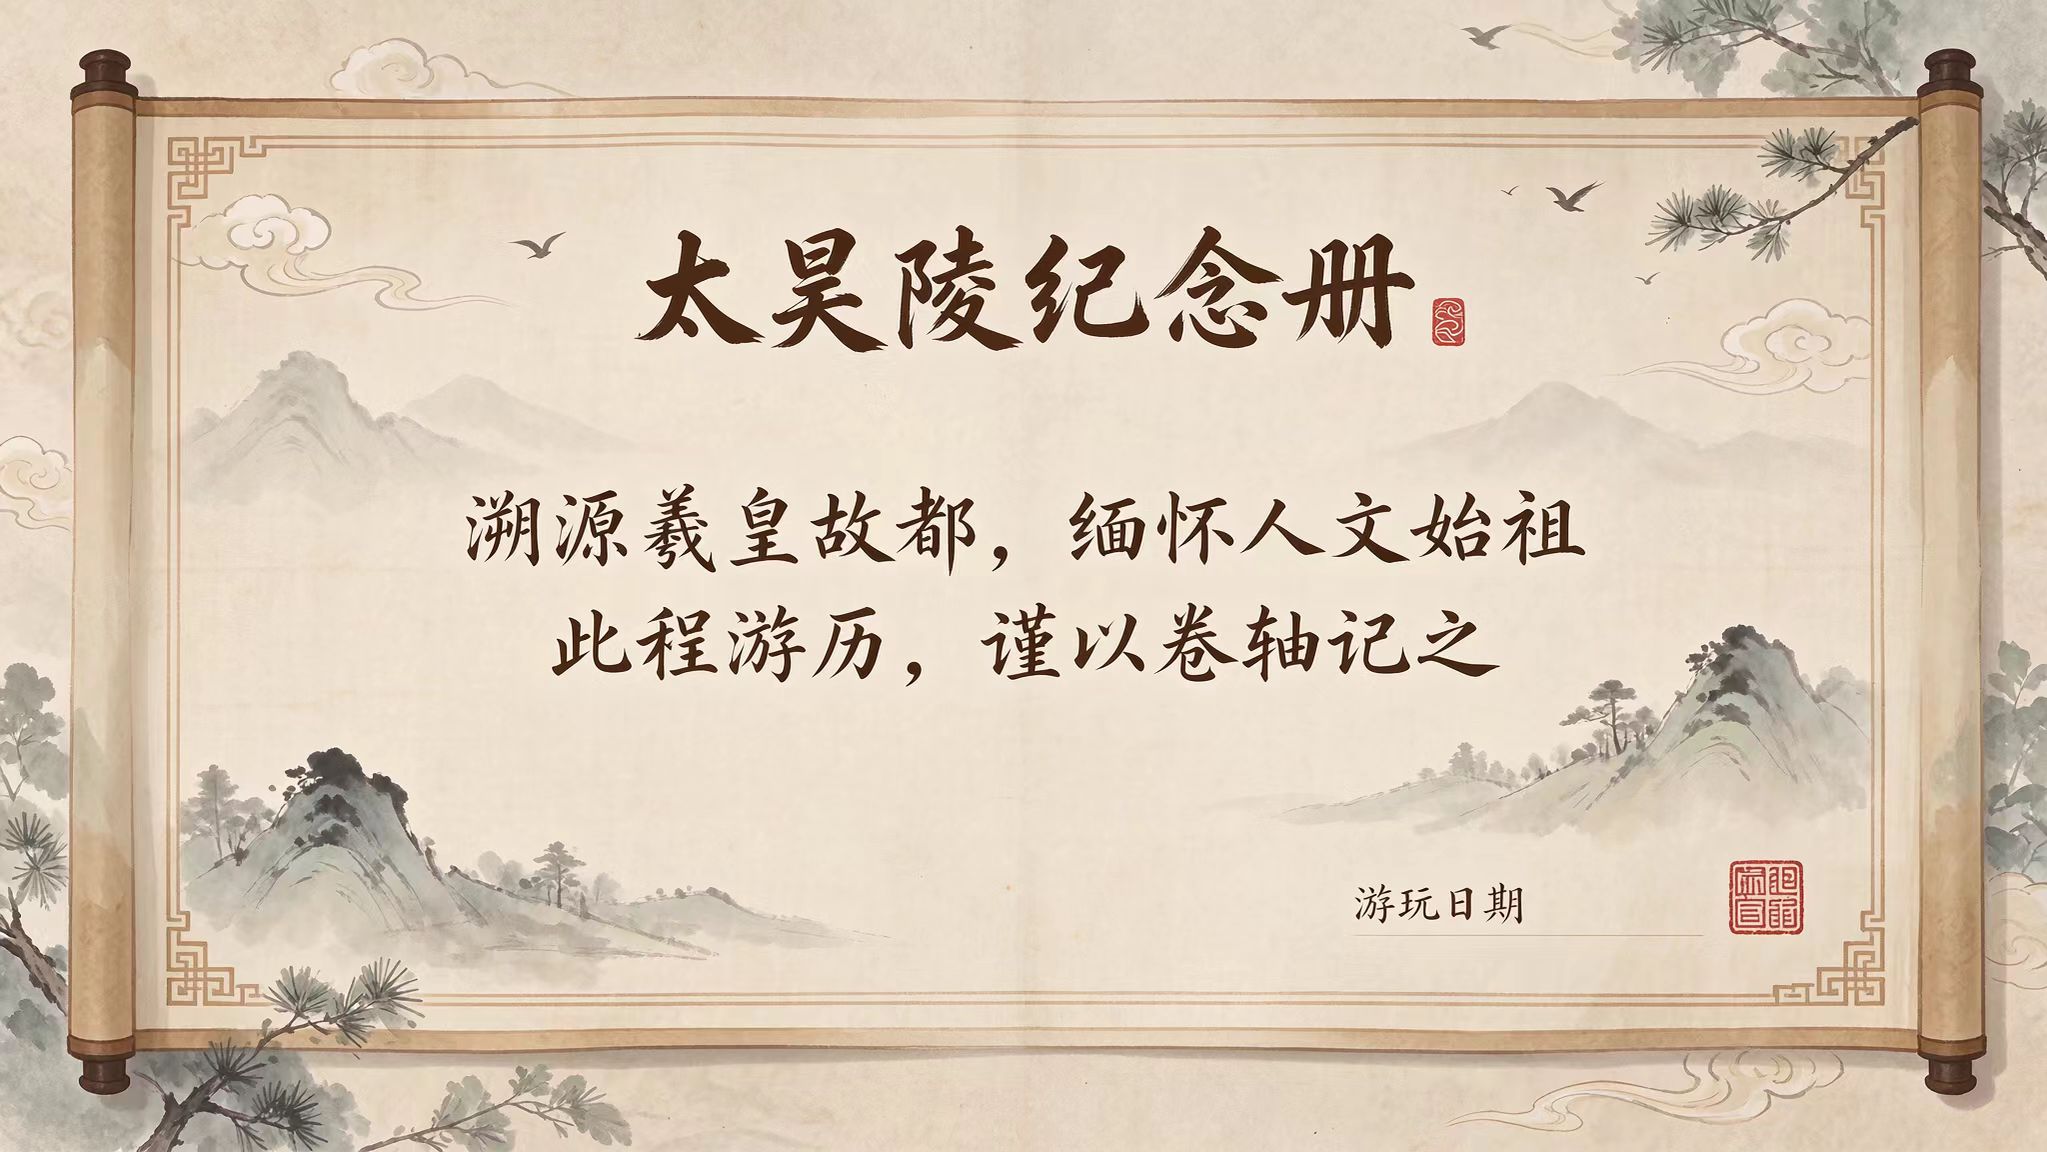 太昊陵纪念册
溯源羲皇故都，缅怀人文始祖
此程游历，谨以卷轴记之
游玩日期